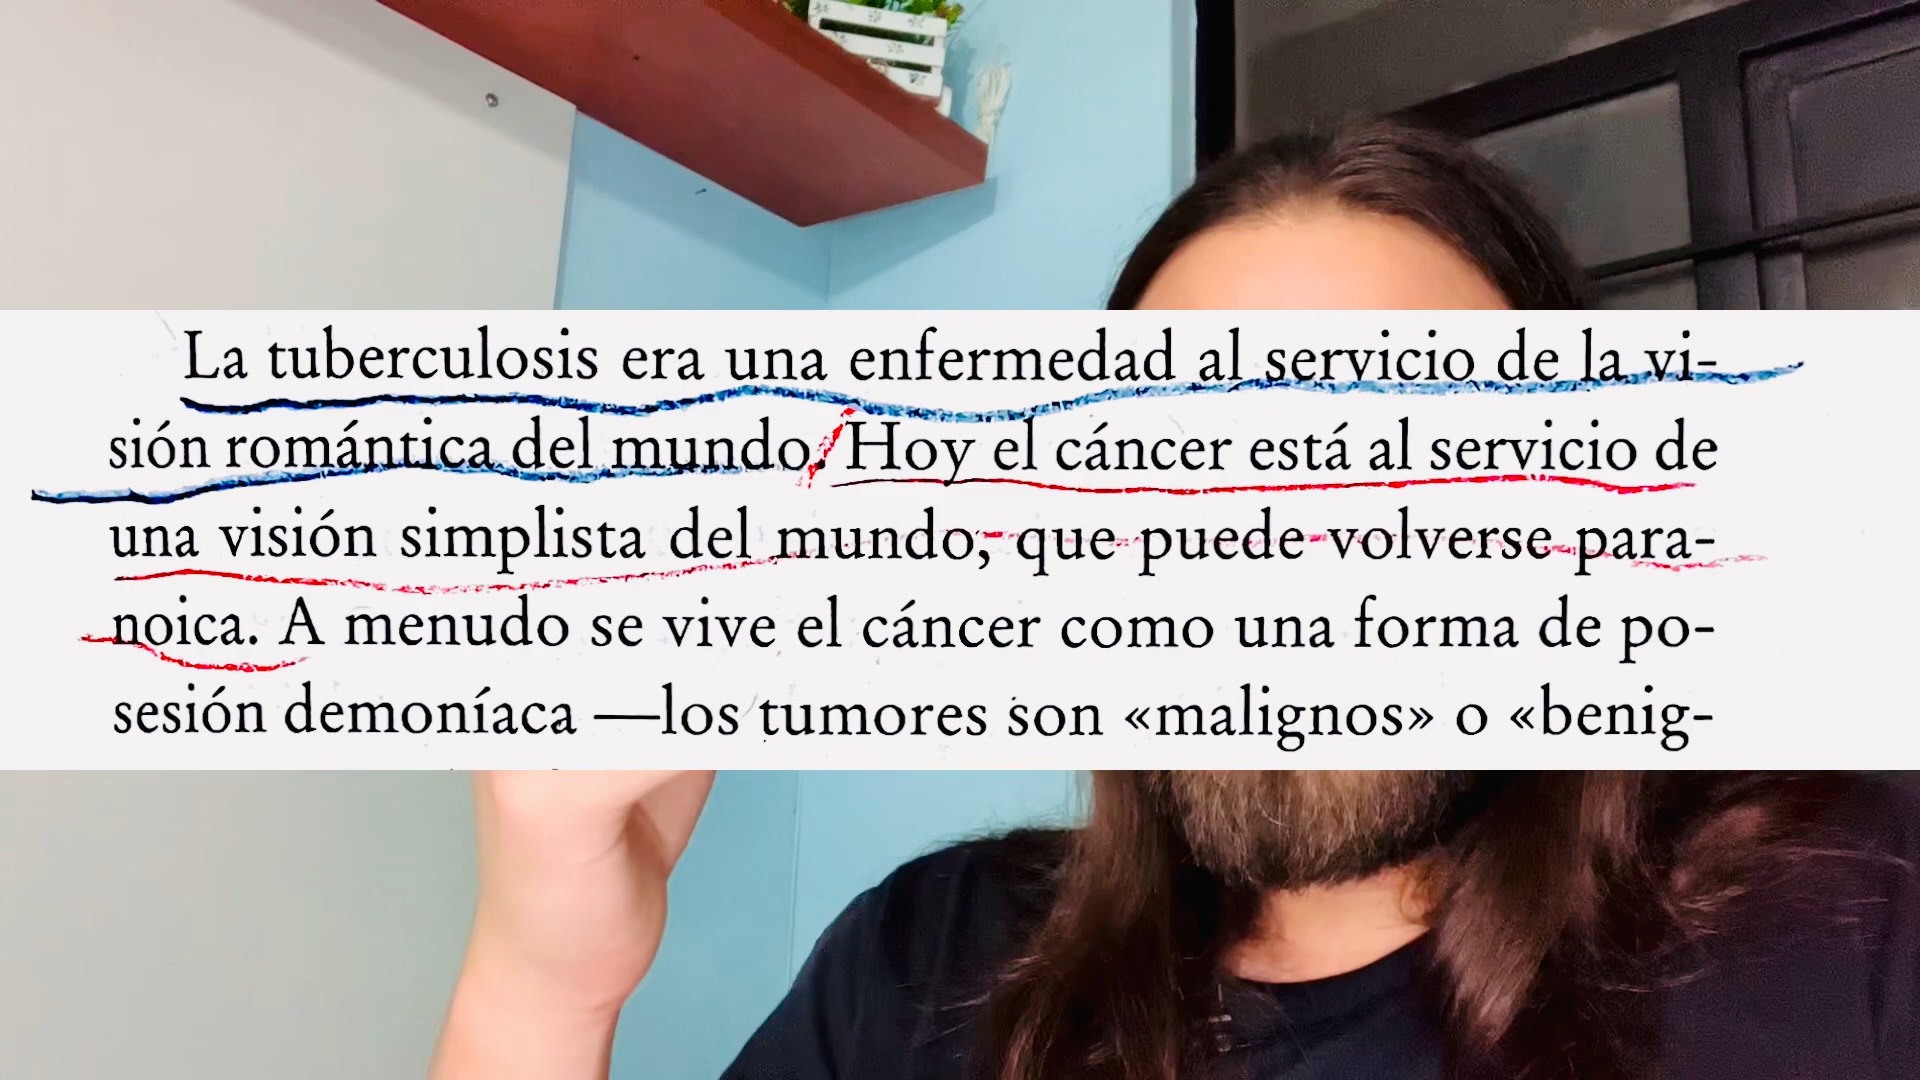 La tuberculosis era una enfermedad al servicio de la vi-
sión romántica del mundo. Hoy el cáncer está al servicio de
una visión simplista del mundo, que puede volverse para-
noica. A menudo se vive el cáncer como una forma de po-
sesión demoníaca —los tumores son «malignos» o «benig-